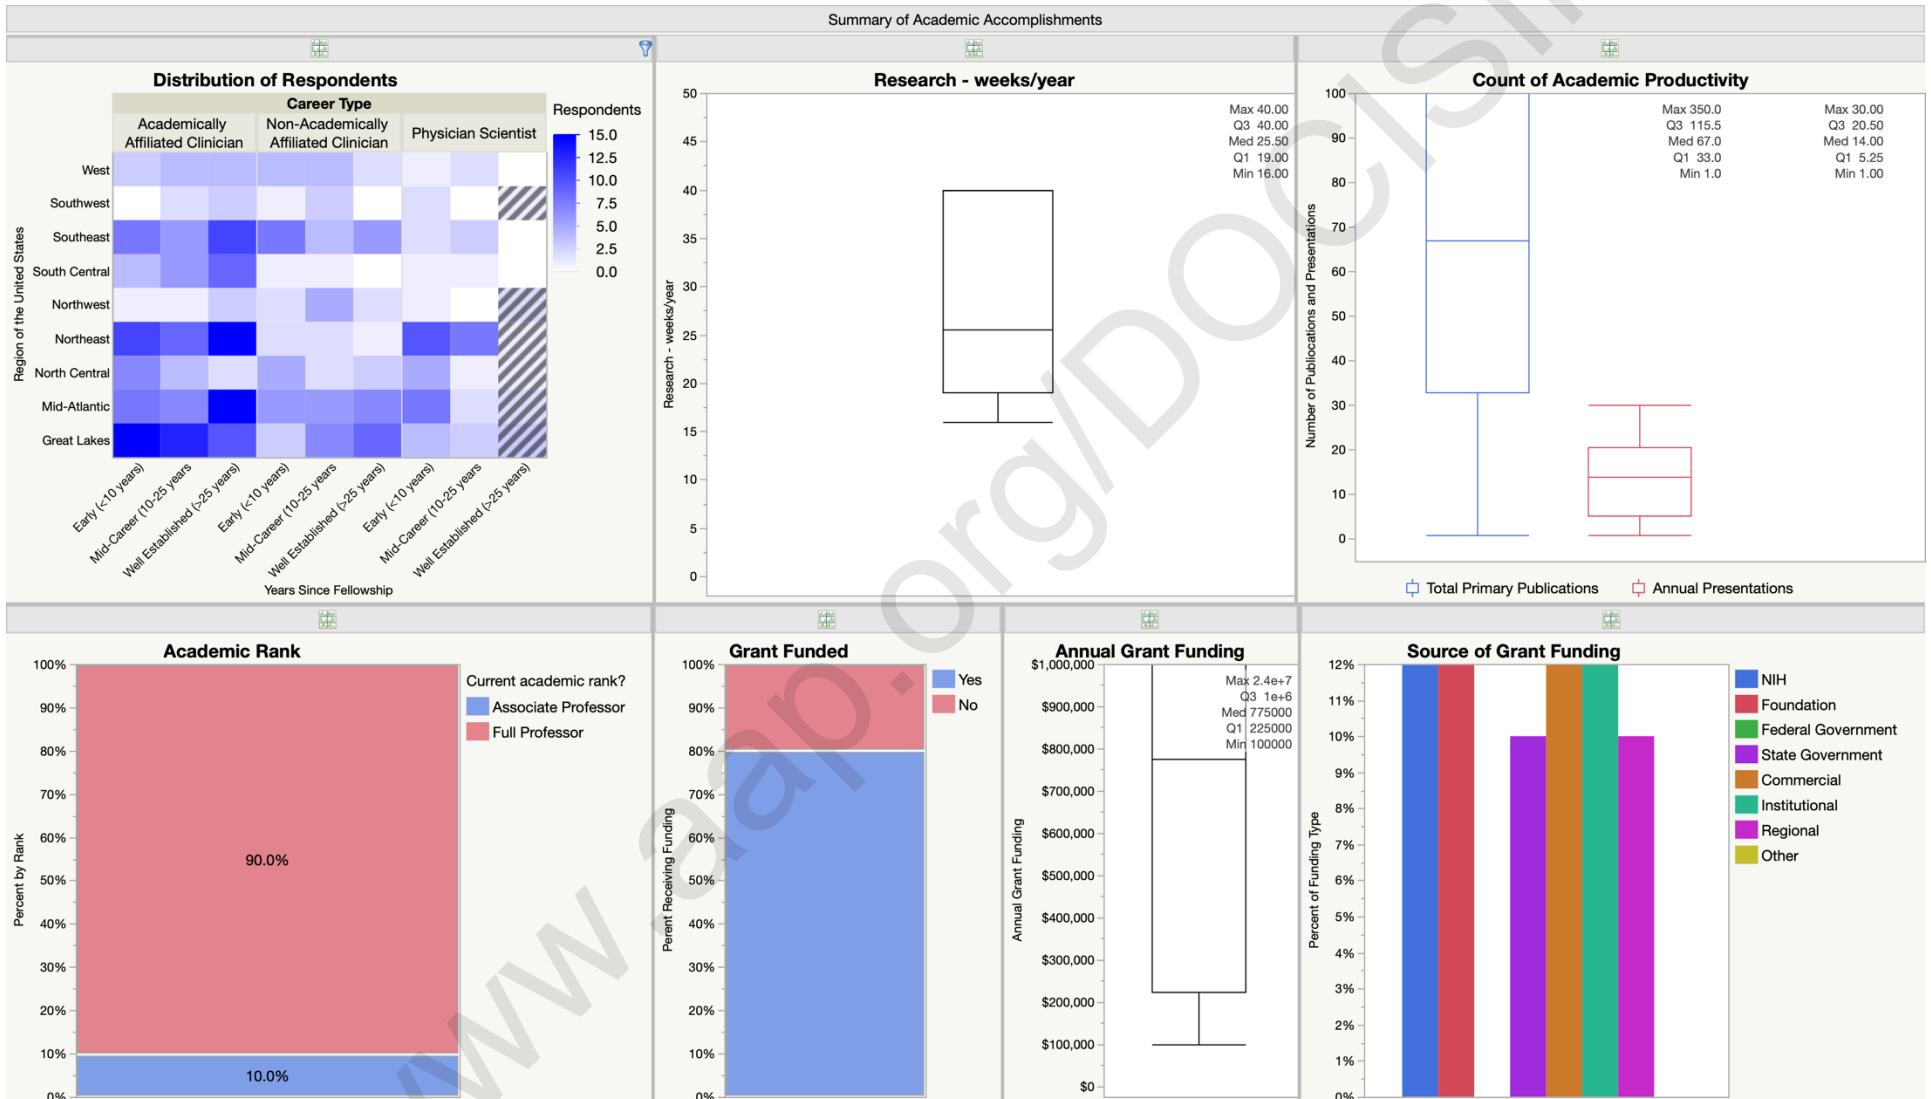 Summary of Academic Accomplishments
Distribution of Respondents
Career Type
Academically
Affiliated Clinician
Non-Academically
Affiliated Clinician
Physician Scientist
Respondents
15.0
12.5
10.0
7.5
5.0
2.5
0.0
Region of the United States
West
Southwest
Southeast
South Central
Northwest
Northeast
North Central
Mid-Atlantic
Great Lakes
Early (<10 years)
Mid-Career (10-25 years
Well Established (>25 years)
Early (<10 years)
Mid-Career (10-25 years
Well Established (>25 years)
Early (<10 years)
Mid-Career (10-25 years
Well Established (>25 years)
Years Since Fellowship
Research - weeks/year
Research - weeks/year
50
45
40
35
30
25
20
15
10
5
0
Max 40.00
Q3 40.00
Med 25.50
Q1 19.00
Min 16.00
Count of Academic Productivity
Number of Publiocations and Presentations
100
90
80
70
60
50
40
30
20
10
0
Max 350.0
Q3 115.5
Med 67.0
Q1 33.0
Min 1.0
Max 30.00
Q3 20.50
Med 14.00
Q1 5.25
Min 1.00
Total Primary Publications
Annual Presentations
Academic Rank
Percent by Rank
100%
90%
80%
70%
60%
50%
40%
30%
20%
10%
0%
90.0%
10.0%
Current academic rank?
Associate Professor
Full Professor
Grant Funded
Perent Receiving Funding
100%
90%
80%
70%
60%
50%
40%
30%
20%
10%
0%
Yes
No
Annual Grant Funding
Annual Grant Funding
$1,000,000
$900,000
$800,000
$700,000
$600,000
$500,000
$400,000
$300,000
$200,000
$100,000
$0
Max 2.4e+7
Q3 1e+6
Med 775000
Q1 225000
Min 100000
Source of Grant Funding
Percent of Funding Type
12%
11%
10%
9%
8%
7%
6%
5%
4%
3%
2%
1%
0%
NIH
Foundation
Federal Government
State Government
Commercial
Institutional
Regional
Other